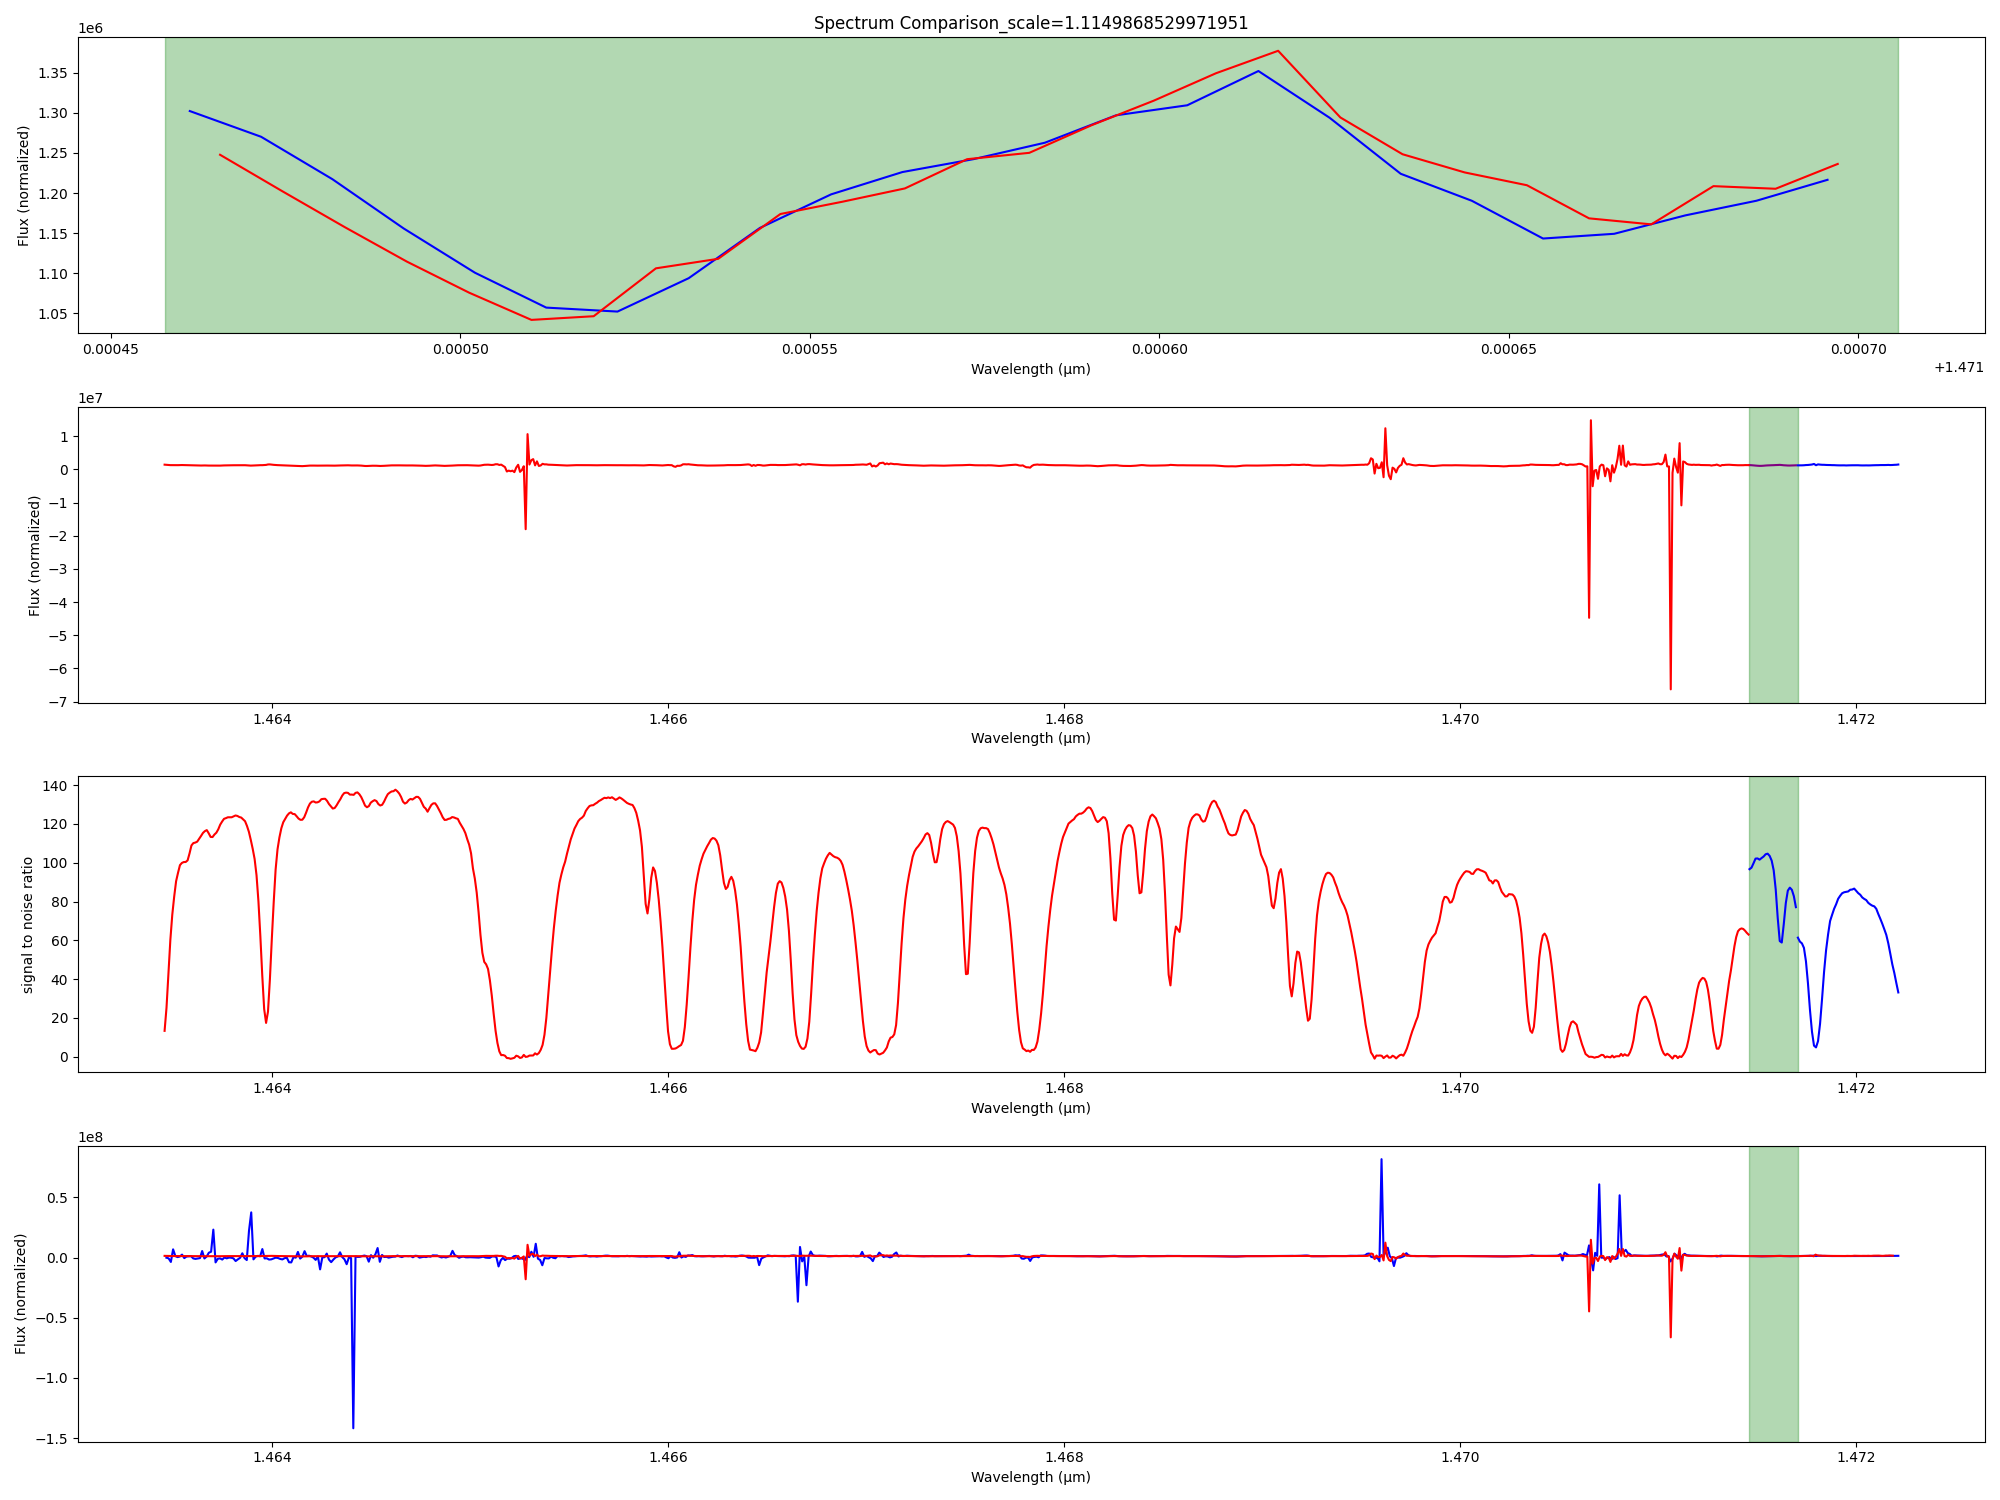 Spectrum Comparison_scale=1.1149868529971951
1e6
1.35
1.30
1.25
1.20
1.15
1.10
1.05
Flux (normalized)
0.00045 0.00050 0.00055 0.00060 0.00065 0.00070
Wavelength (μm)
+1.471
1e7
1
0
−1
−2
−3
−4
−5
−6
−7
Flux (normalized)
1.464 1.466 1.468 1.470 1.472
Wavelength (μm)
140
120
100
80
60
40
20
0
signal to noise ratio
1.464 1.466 1.468 1.470 1.472
Wavelength (μm)
1e8
0.5
0.0
−0.5
−1.0
−1.5
Flux (normalized)
1.464 1.466 1.468 1.470 1.472
Wavelength (μm)